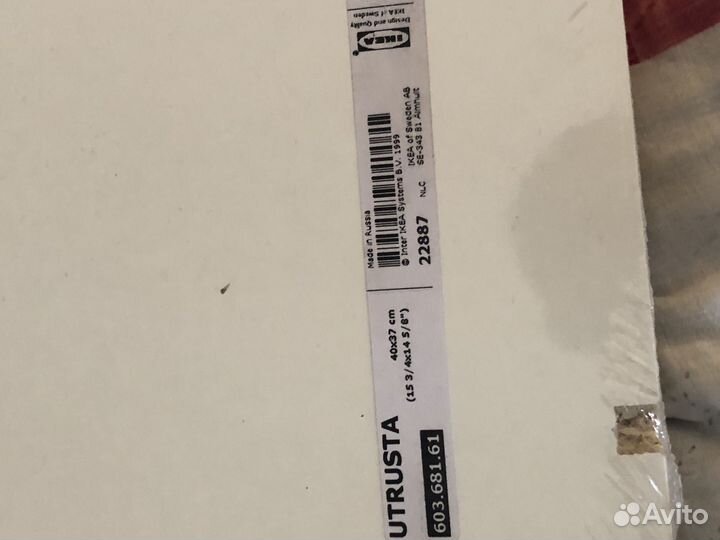 UTRUSTA
603.681.61
40x37 cm
(15 3/4x14 5/8")
Made in Russia
© Inter IKEA Systems B.V. 1999
22887
NLC
IKEA of Sweden AB
SE-343 81 Älmhult
IKEA
®
Design and Quality
IKEA of Sweden
Avito